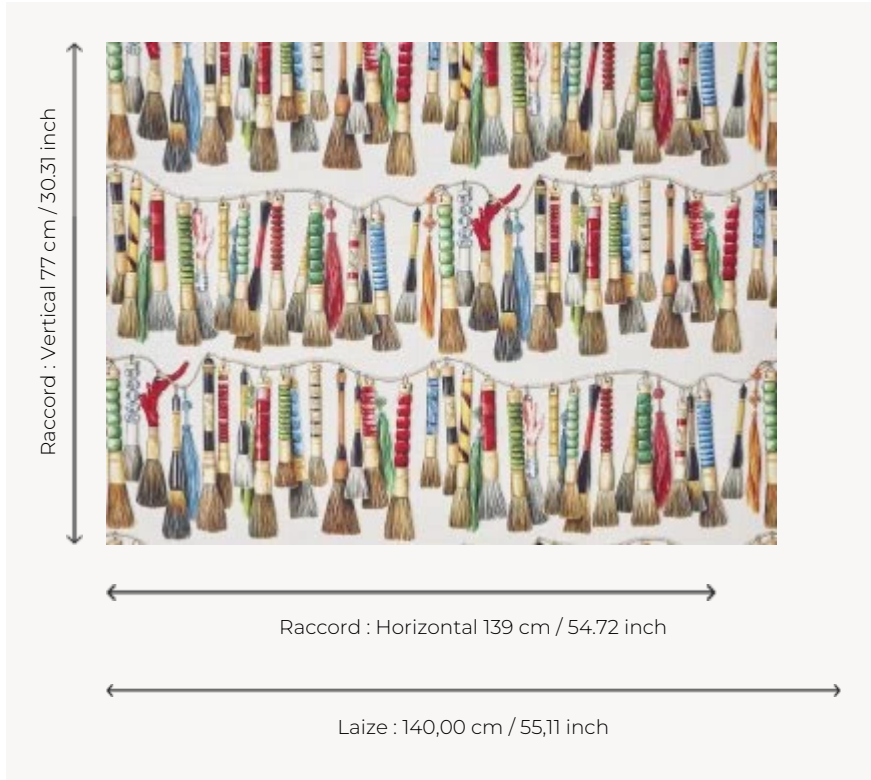 Raccord : Vertical 77 cm / 30.31 inch
Raccord : Horizontal 139 cm / 54.72 inch
Laize : 140,00 cm / 55,11 inch